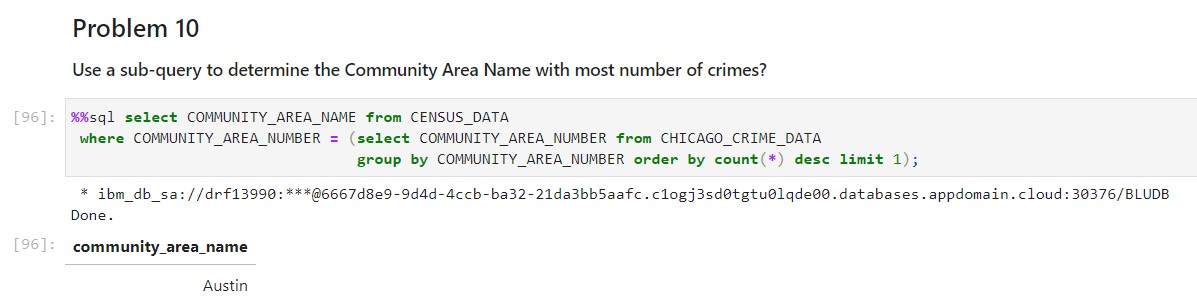 Problem 10
Use a sub-query to determine the Community Area Name with most number of crimes?
[96]: %%sql select COMMUNITY_AREA_NAME from CENSUS_DATA
where COMMUNITY_AREA_NUMBER = (select COMMUNITY_AREA_NUMBER from CHICAGO_CRIME_DATA
group by COMMUNITY_AREA_NUMBER order by count(*) desc limit 1);
* ibm_db_sa://drf13990:***@6667d8e9-9d4d-4ccb-ba32-21da3bb5aafc.c1ogj3sd0tgtu0lqde00.databases.appdomain.cloud:30376/BLUDB
Done.
[96]: community_area_name
Austin